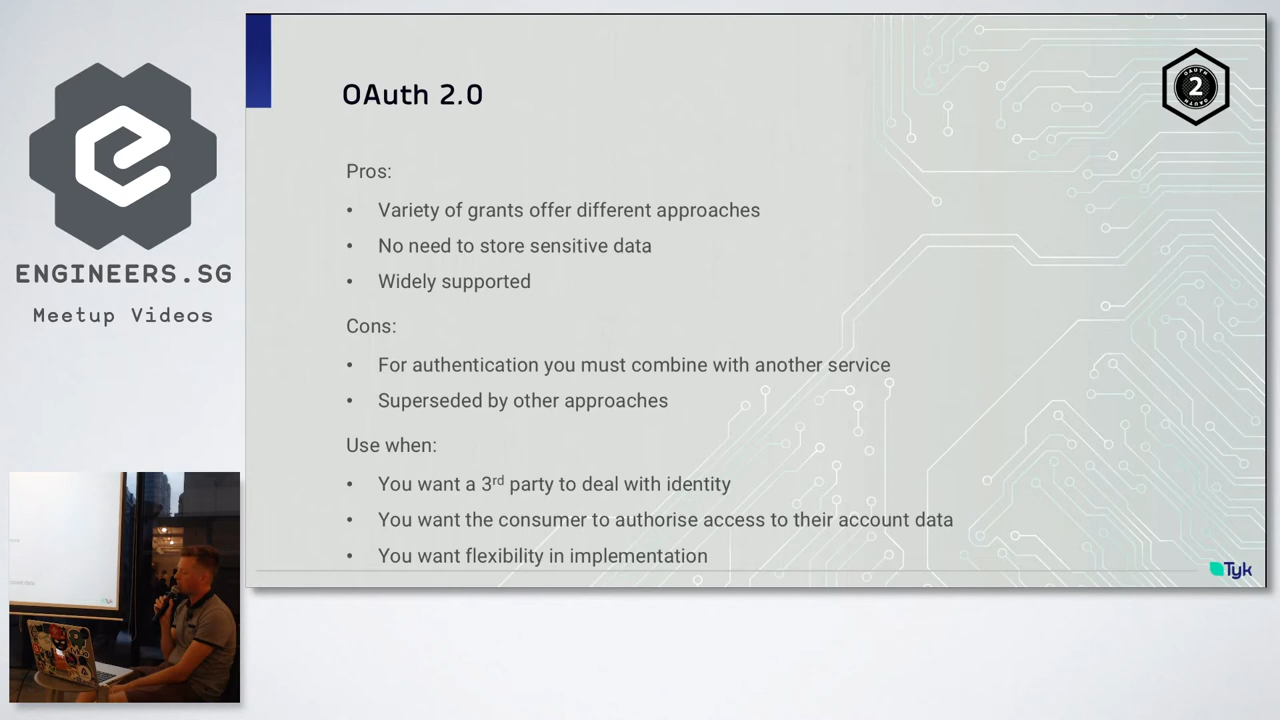 ENGINEERS.SG
Meetup Videos
OAuth 2.0
OAUTH
2
OAUTH
Pros:
• Variety of grants offer different approaches
• No need to store sensitive data
• Widely supported
Cons:
• For authentication you must combine with another service
• Superseded by other approaches
Use when:
• You want a 3rd party to deal with identity
• You want the consumer to authorise access to their account data
• You want flexibility in implementation
Tyk